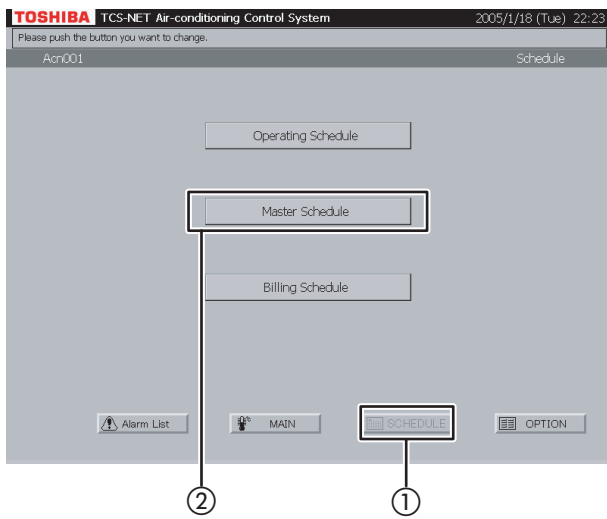 TOSHIBA TCS-NET Air-conditioning Control System 2005/1/18 (Tue) 22:23
Please push the button you want to change.
Acn001 Schedule
Operating Schedule
Master Schedule
Billing Schedule
Alarm List MAIN SCHEDULE OPTION
② ①